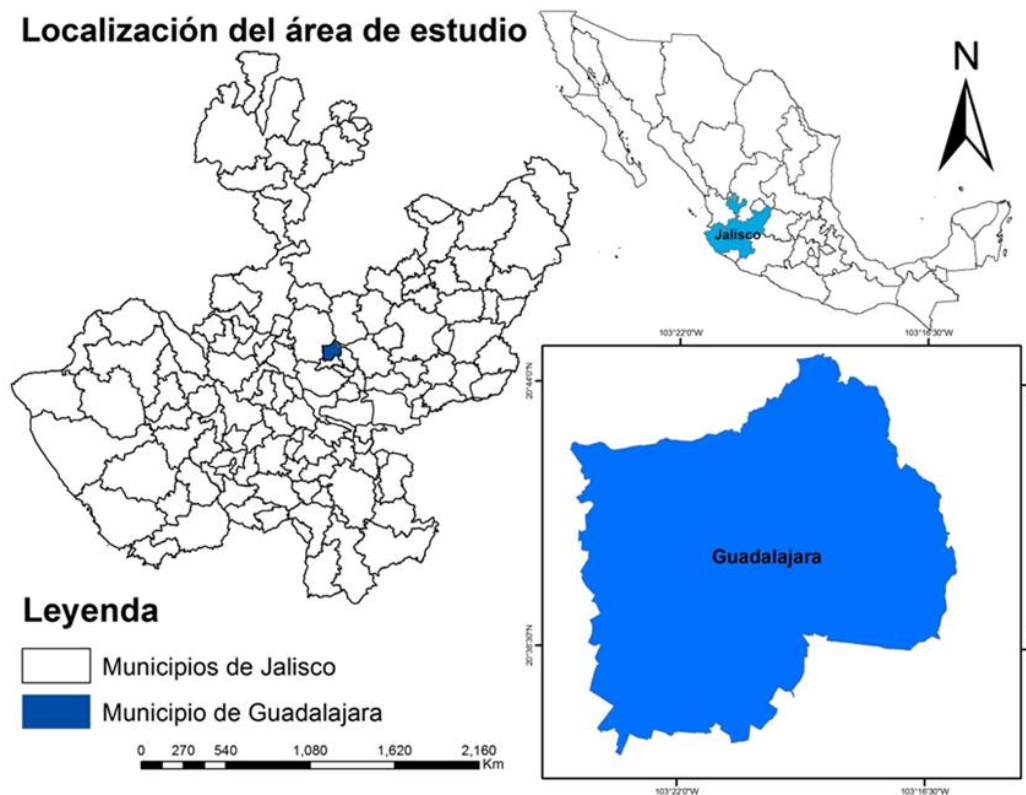 Localización del área de estudio
N
Jalisco
103°22'0"W
103°16'30"W
20°44'0"N
Guadalajara
20°38'30"N
103°22'0"W
103°16'30"W
Leyenda
Municipios de Jalisco
Municipio de Guadalajara
0 270 540 1,080 1,620 2,160
Km